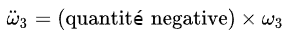 ω̈₃ = (quantité negative) × ω₃